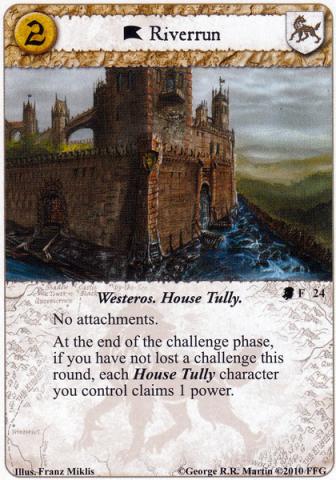 2
Riverrun
Westeros. House Tully.
F 24
No attachments.
At the end of the challenge phase,
if you have not lost a challenge this
round, each House Tully character
you control claims 1 power.
Illus. Franz Miklis
©George R.R. Martin ©2010 FFG